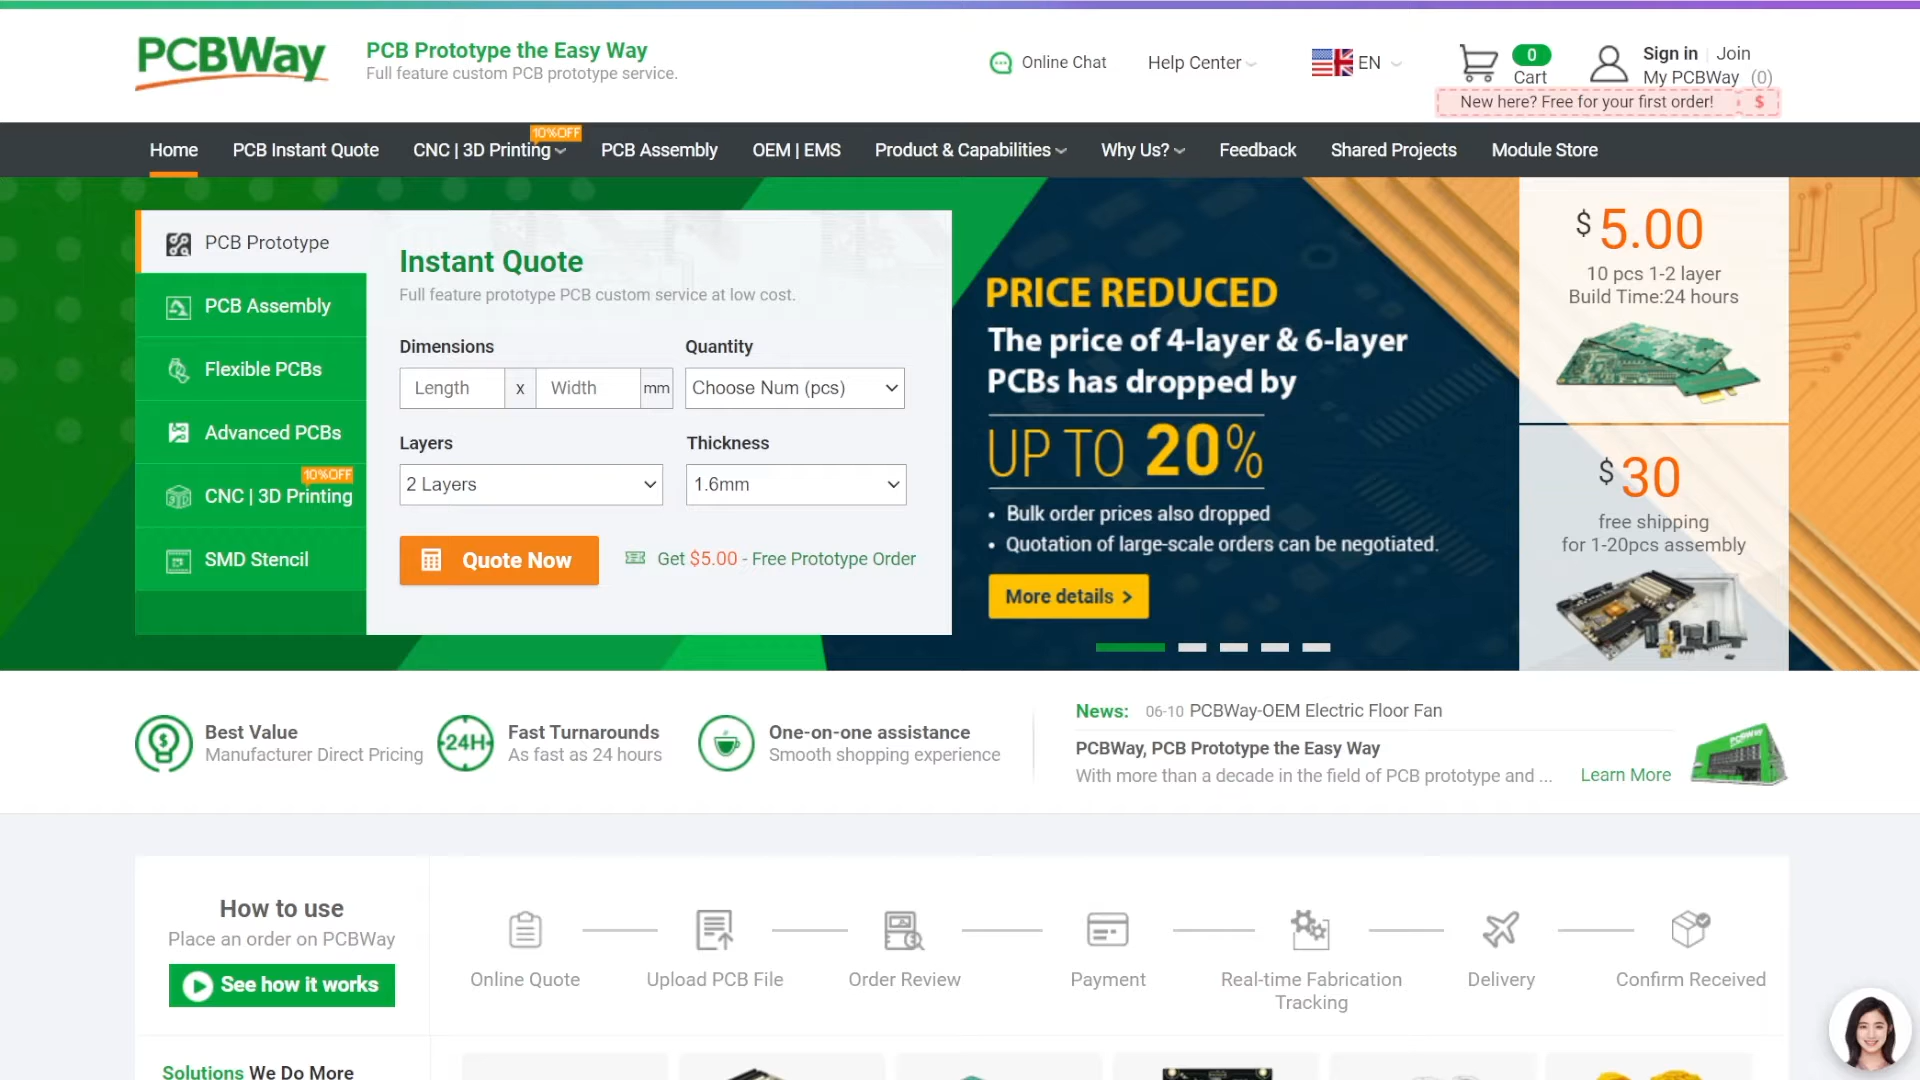 PCBWay
PCB Prototype the Easy Way
Full feature custom PCB prototype service.
Online Chat
Help Center
EN
0
Cart
Sign in | Join
My PCBWay (0)
New here? Free for your first order! $
Home
PCB Instant Quote
CNC | 3D Printing
10%OFF
PCB Assembly
OEM | EMS
Product & Capabilities
Why Us?
Feedback
Shared Projects
Module Store
PCB Prototype
PCB Assembly
Flexible PCBs
Advanced PCBs
10%OFF
CNC | 3D Printing
SMD Stencil
Instant Quote
Full feature prototype PCB custom service at low cost.
Dimensions
Quantity
Length x Width mm
Choose Num (pcs)
Layers
Thickness
2 Layers
1.6mm
Quote Now
Get $5.00 - Free Prototype Order
PRICE REDUCED
The price of 4-layer & 6-layer
PCBs has dropped by
UP TO 20%
• Bulk order prices also dropped
• Quotation of large-scale orders can be negotiated.
More details >
$ 5.00
10 pcs 1-2 layer
Build Time:24 hours
$ 30
free shipping
for 1-20pcs assembly
Best Value
Manufacturer Direct Pricing
24H
Fast Turnarounds
As fast as 24 hours
One-on-one assistance
Smooth shopping experience
News: 06-10 PCBWay-OEM Electric Floor Fan
PCBWay, PCB Prototype the Easy Way
With more than a decade in the field of PCB prototype and ... Learn More
PCBWay
How to use
Place an order on PCBWay
See how it works
Online Quote
Upload PCB File
Order Review
Payment
Real-time Fabrication
Tracking
Delivery
Confirm Received
Solutions We Do More